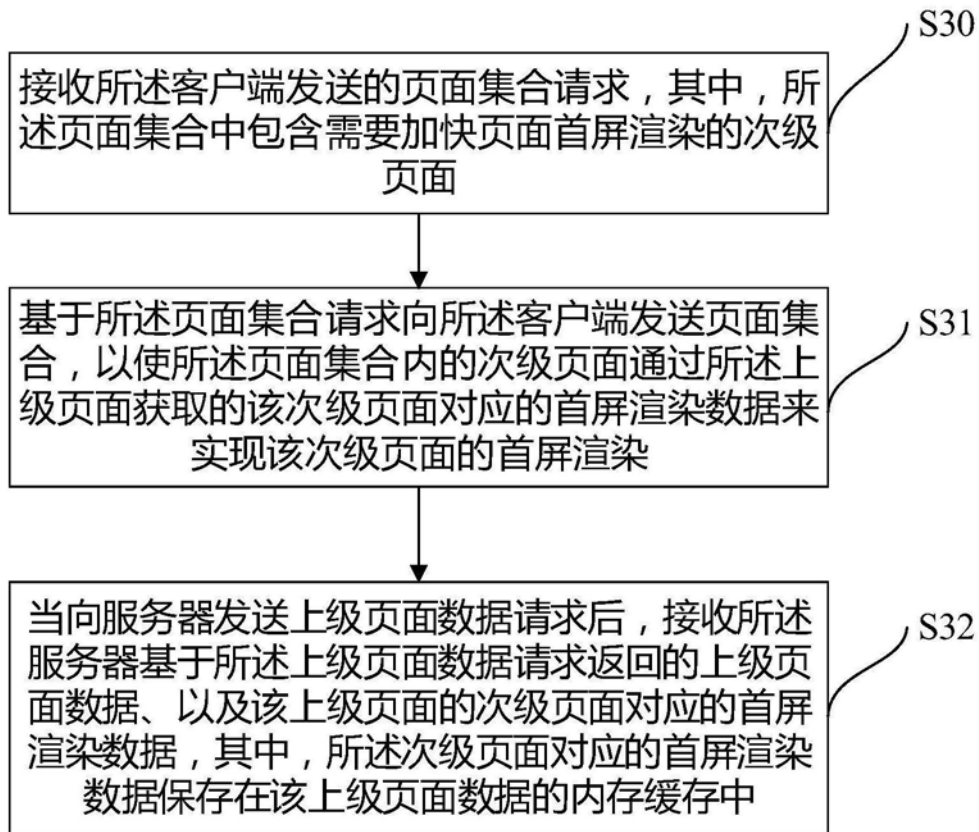 S30
接收所述客户端发送的页面集合请求，其中，所
述页面集合中包含需要加快页面首屏渲染的次级
页面
S31
基于所述页面集合请求向所述客户端发送页面集
合，以使所述页面集合内的次级页面通过所述上
级页面获取的该次级页面对应的首屏渲染数据来
实现该次级页面的首屏渲染
S32
当向服务器发送上级页面数据请求后，接收所述
服务器基于所述上级页面数据请求返回的上级页
面数据、以及该上级页面的次级页面对应的首屏
渲染数据，其中，所述次级页面对应的首屏渲染
数据保存在该上级页面数据的内存缓存中